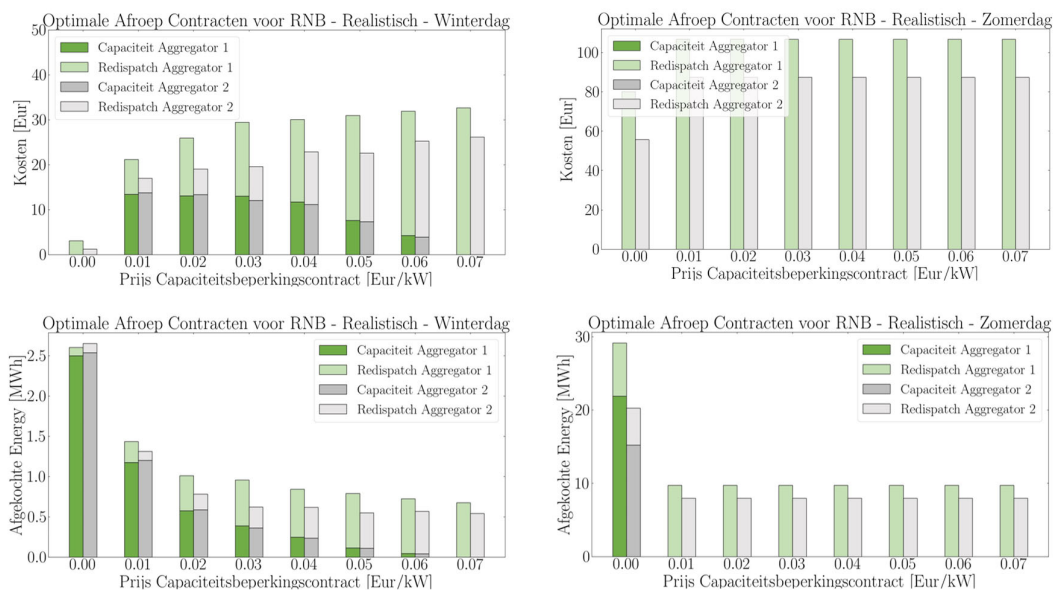 Optimale Afroep Contracten voor RNB - Realistisch - Winterdag
50
40
30
20
10
0
Kosten [Eur]
Capaciteit Aggregator 1
Redispatch Aggregator 1
Capaciteit Aggregator 2
Redispatch Aggregator 2
0.00 0.01 0.02 0.03 0.04 0.05 0.06 0.07
Prijs Capaciteitsbeperkingscontract [Eur/kW]
Optimale Afroep Contracten voor RNB - Realistisch - Zomerdag
100
80
60
40
20
0
Kosten [Eur]
Capaciteit Aggregator 1
Redispatch Aggregator 1
Capaciteit Aggregator 2
Redispatch Aggregator 2
0.00 0.01 0.02 0.03 0.04 0.05 0.06 0.07
Prijs Capaciteitsbeperkingscontract [Eur/kW]
Optimale Afroep Contracten voor RNB - Realistisch - Winterdag
2.5
2.0
1.5
1.0
0.5
0.0
Afgekochte Energy [MWh]
Capaciteit Aggregator 1
Redispatch Aggregator 1
Capaciteit Aggregator 2
Redispatch Aggregator 2
0.00 0.01 0.02 0.03 0.04 0.05 0.06 0.07
Prijs Capaciteitsbeperkingscontract [Eur/kW]
Optimale Afroep Contracten voor RNB - Realistisch - Zomerdag
30
20
10
0
Afgekochte Energy [MWh]
Capaciteit Aggregator 1
Redispatch Aggregator 1
Capaciteit Aggregator 2
Redispatch Aggregator 2
0.00 0.01 0.02 0.03 0.04 0.05 0.06 0.07
Prijs Capaciteitsbeperkingscontract [Eur/kW]